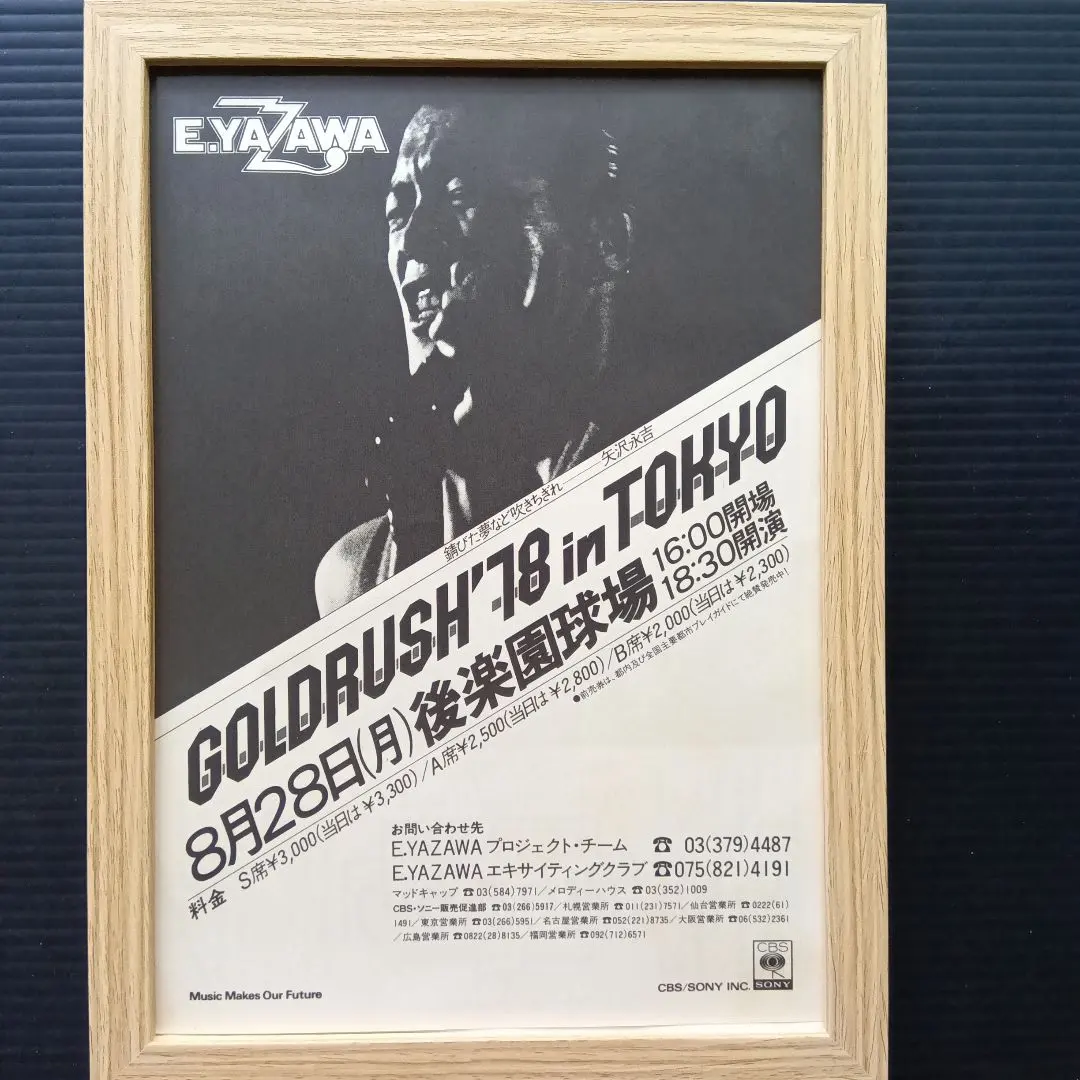 E.YAZAWA
錆びた夢など吹きちぎれ——矢沢永吉
GOLDRUSH'78 in TOKYO
8月28日(月)後楽園球場 16:00開場
18:30開演
料金 S席¥3,000(当日は¥3,300)/A席¥2,500(当日は¥2,800)/B席¥2,000(当日は¥2,300)
●前売券は、都内及び全国主要都市プレイガイドにて絶賛発売中!
お問い合わせ先
E.YAZAWA プロジェクト・チーム ☎ 03(379)4487
E.YAZAWA エキサイティングクラブ ☎075(821)4191
マッドキャップ ☎03(584)7971/メロディーハウス ☎03(352)1009
CBS・ソニー販売促進部 ☎03(266)5917/札幌営業所 ☎011(231)7571/仙台営業所 ☎0222(61)
1491/東京営業所 ☎03(266)5951/名古屋営業所 ☎052(221)8735/大阪営業所 ☎06(532)2361
/広島営業所 ☎0822(28)8135/福岡営業所 ☎092(712)6571
CBS
SONY
Music Makes Our Future
CBS/SONY INC.